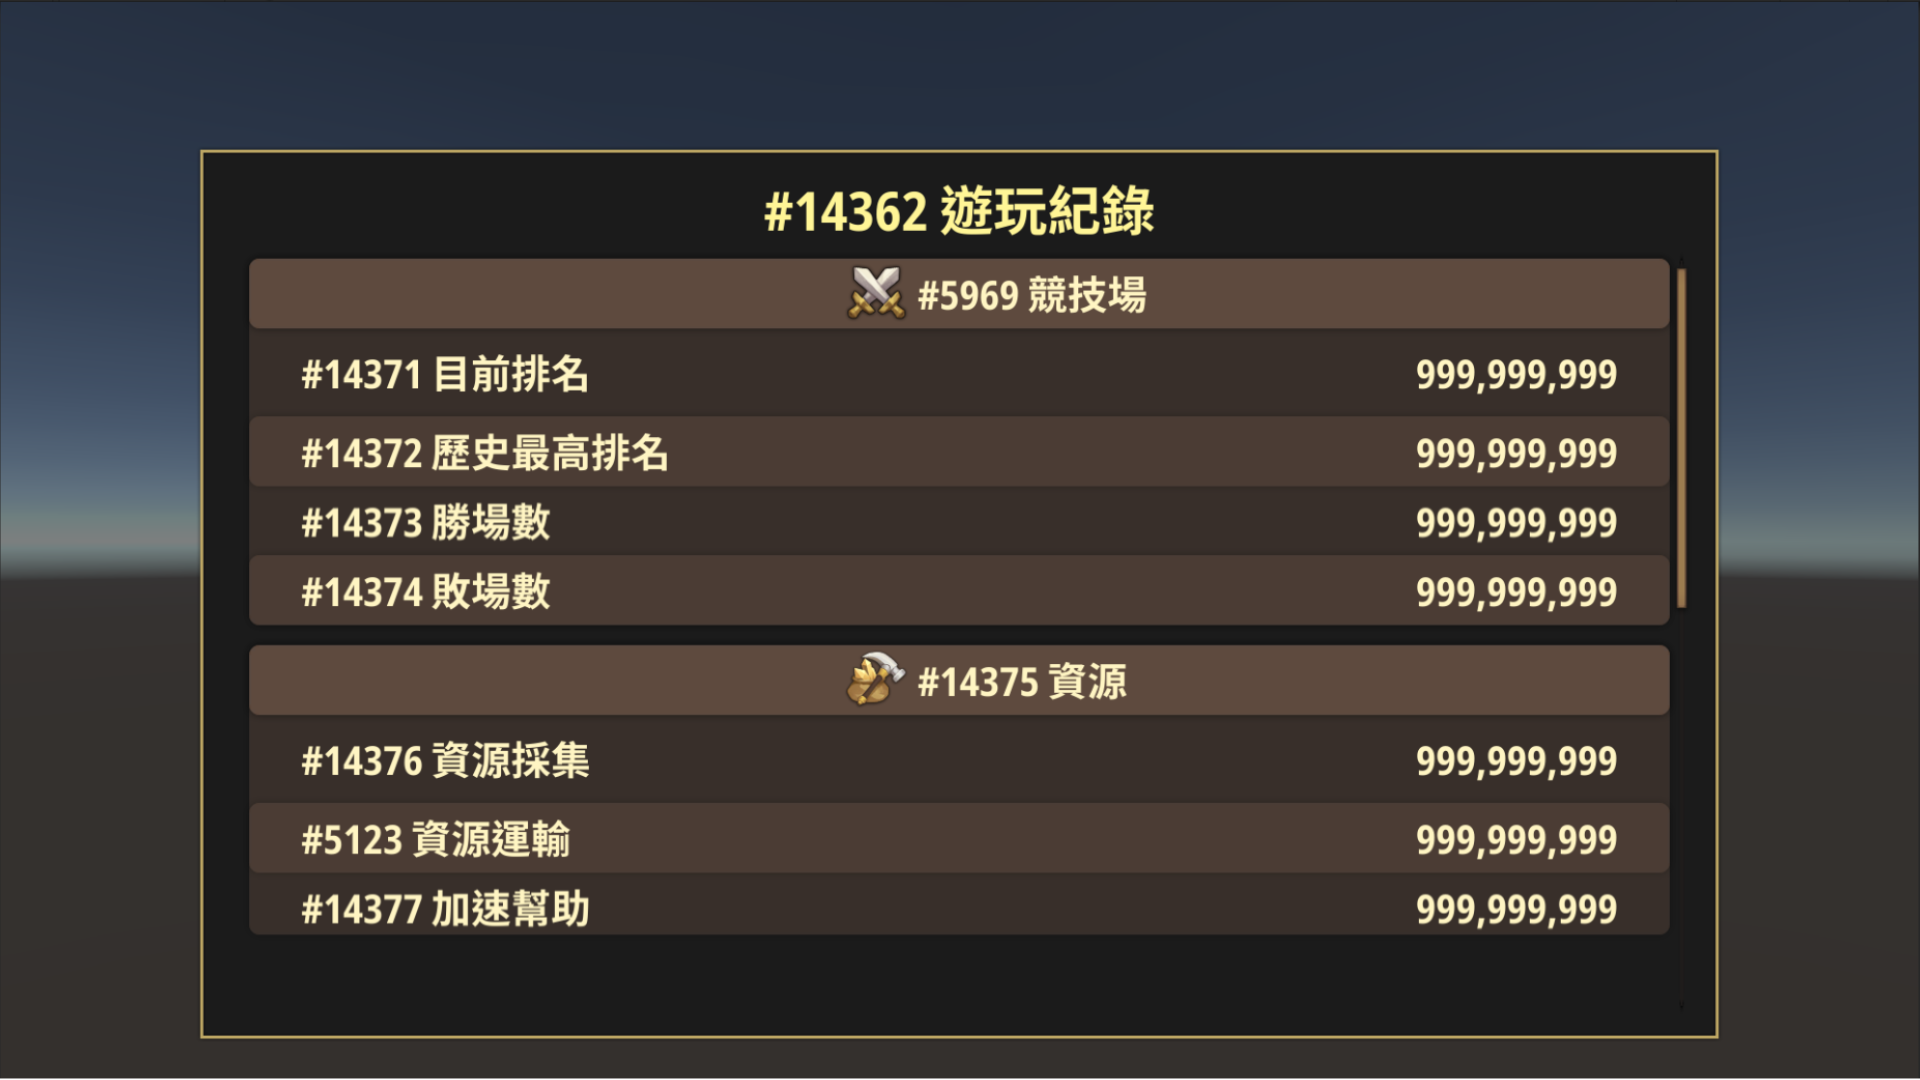 #14362 遊玩紀錄
#5969 競技場
#14371 目前排名 999,999,999
#14372 歷史最高排名 999,999,999
#14373 勝場數 999,999,999
#14374 敗場數 999,999,999
#14375 資源
#14376 資源採集 999,999,999
#5123 資源運輸 999,999,999
#14377 加速幫助 999,999,999